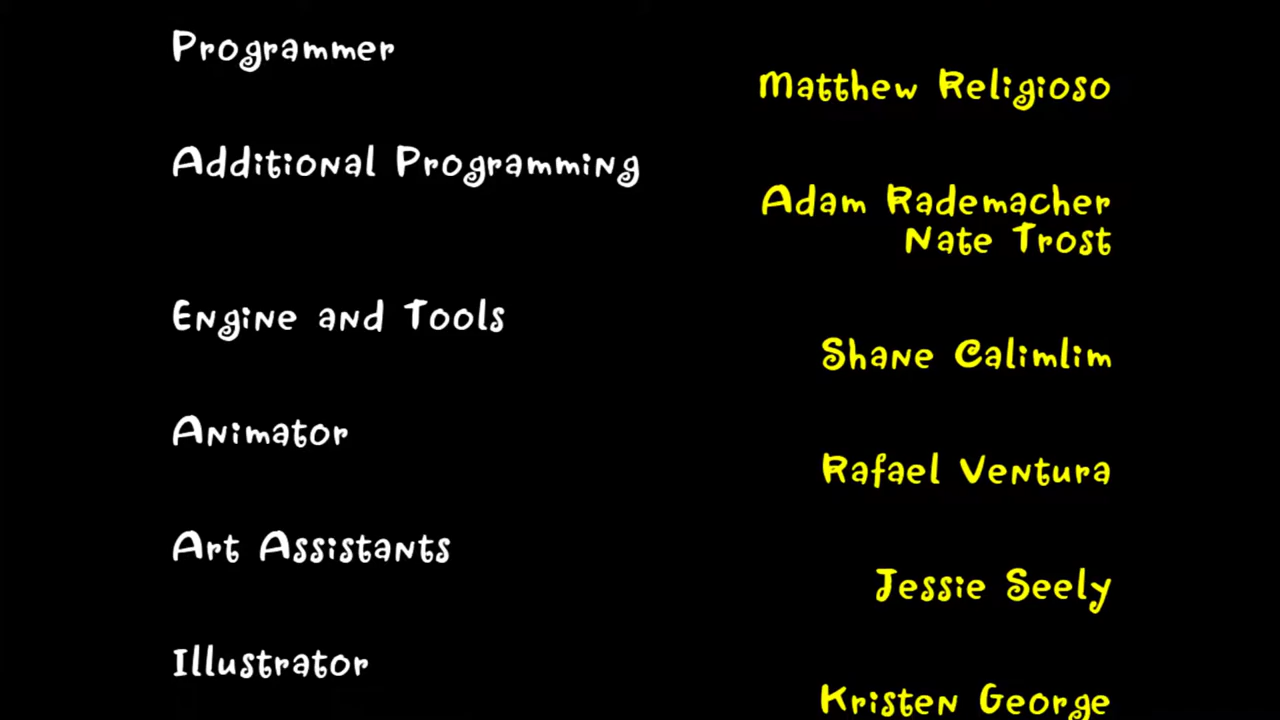 Programmer
Matthew Religioso
Additional Programming
Adam Rademacher
Nate Trost
Engine and Tools
Shane Calimlim
Animator
Rafael Ventura
Art Assistants
Jessie Seely
Illustrator
Kristen George